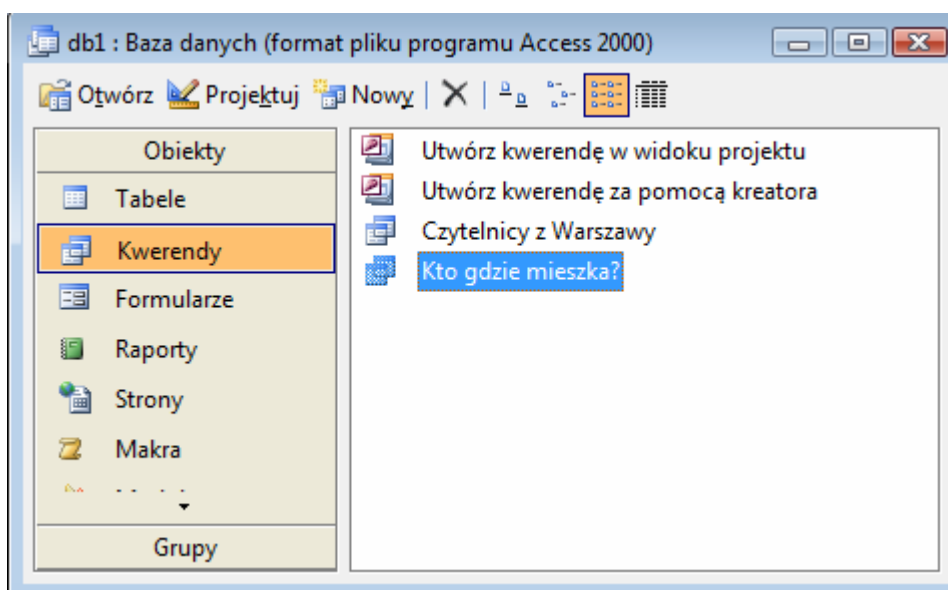 db1 : Baza danych (format pliku programu Access 2000)
Otwórz Projektuj Nowy
Obiekty
Tabele
Kwerendy
Formularze
Raporty
Strony
Makra
Grupy
Utwórz kwerendę w widoku projektu
Utwórz kwerendę za pomocą kreatora
Czytelnicy z Warszawy
Kto gdzie mieszka?